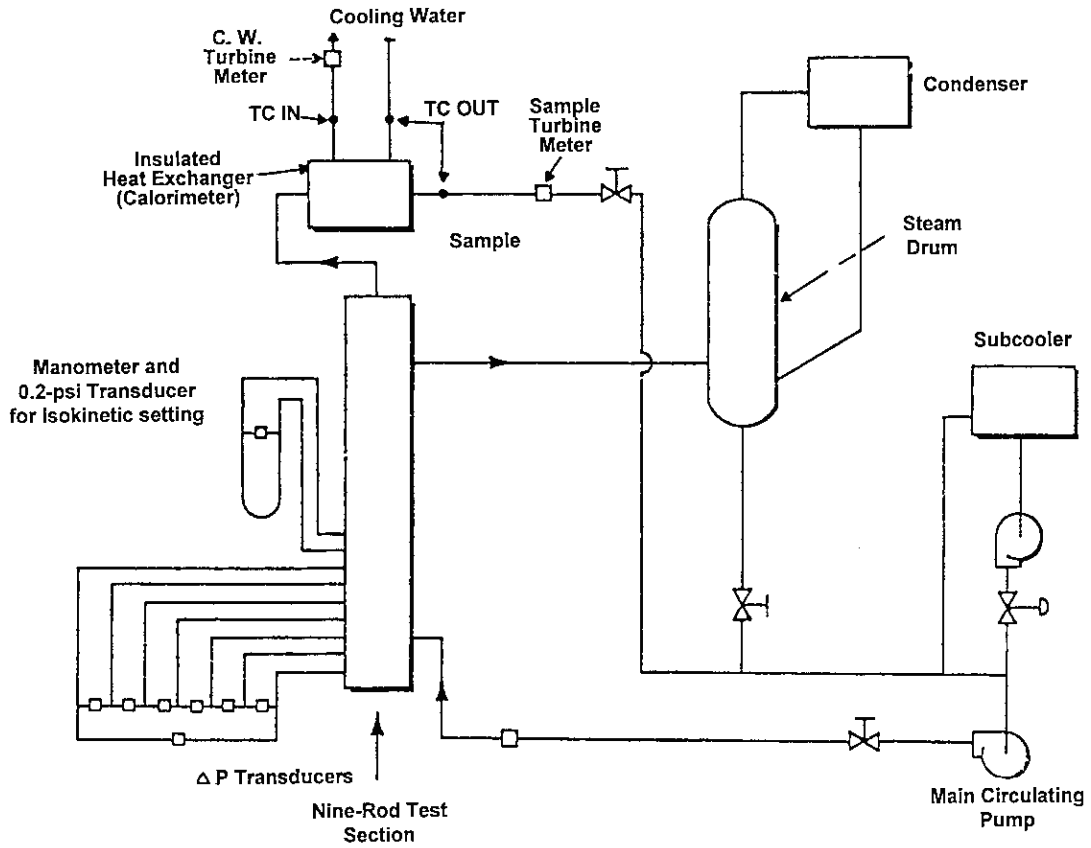 Cooling Water
C. W.
Turbine
Meter
TC IN
TC OUT
Sample
Turbine
Meter
Condenser
Insulated
Heat Exchanger
(Calorimeter)
Sample
Steam
Drum
Subcooler
Manometer and
0.2-psi Transducer
for Isokinetic setting
Δ P Transducers
Nine-Rod Test
Section
Main Circulating
Pump